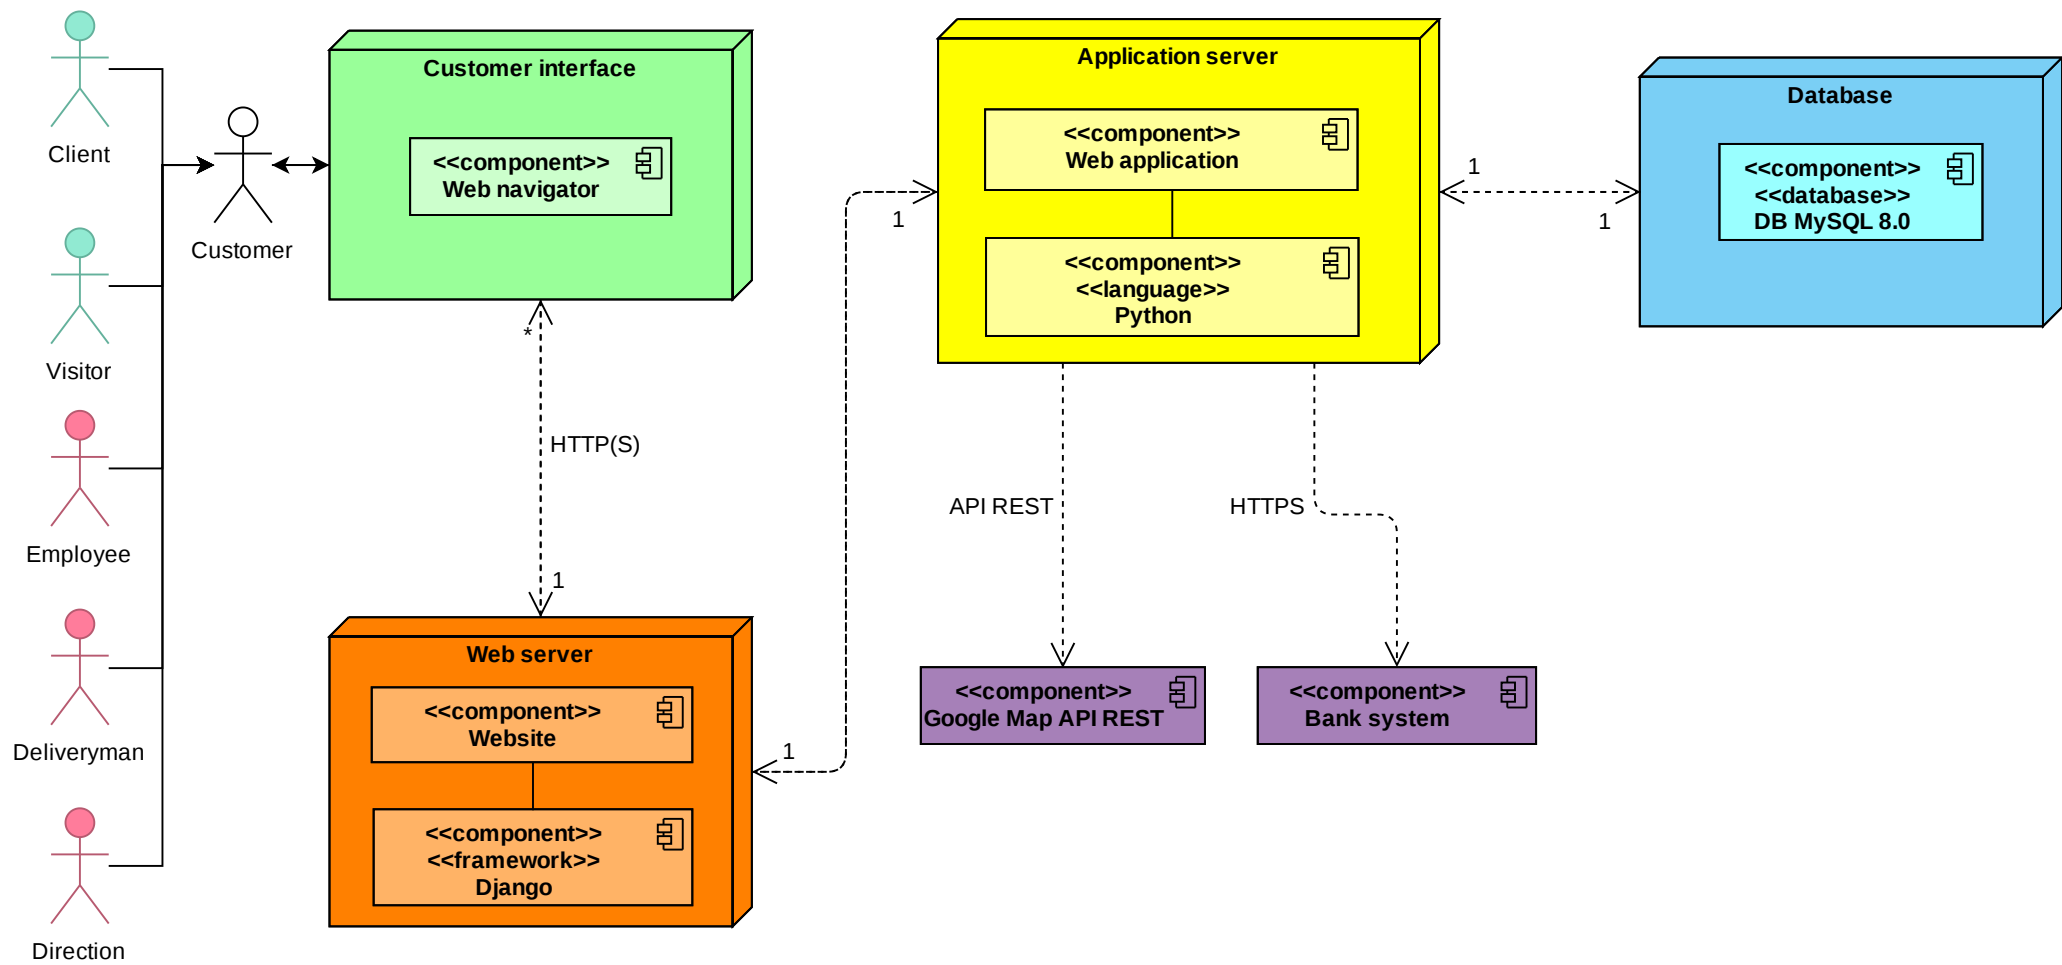 Client
Visitor
Employee
Deliveryman
Direction
Customer
Customer interface
<<component>>
Web navigator
*
HTTP(S)
1
Web server
<<component>>
Website
<<component>>
<<framework>>
Django
1
1
Application server
<<component>>
Web application
<<component>>
<<language>>
Python
1
1
Database
<<component>>
<<database>>
DB MySQL 8.0
API REST
HTTPS
<<component>>
Google Map API REST
<<component>>
Bank system